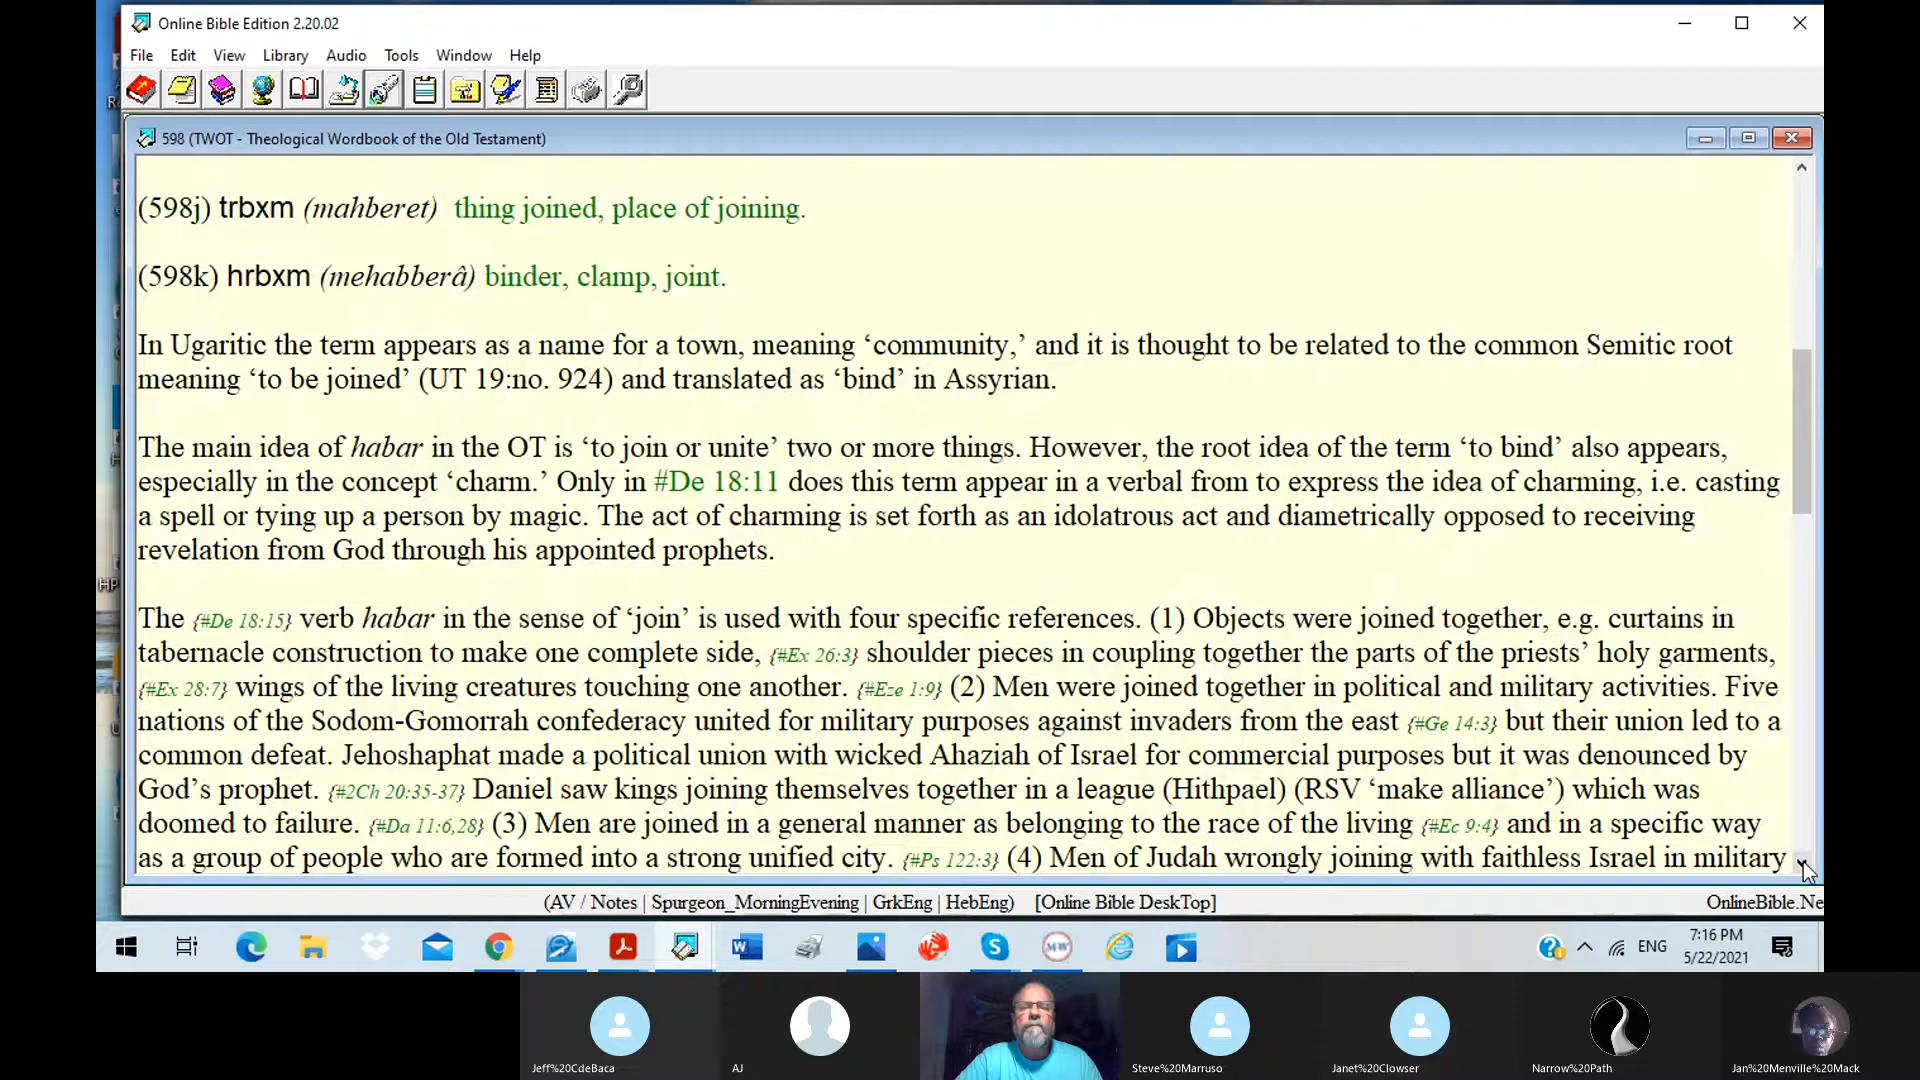 Online Bible Edition 2.20.02
File Edit View Library Audio Tools Window Help
598 (TWOT - Theological Wordbook of the Old Testament)
(598j) trbxm (mahberet) thing joined, place of joining.
(598k) hrbxm (mehabberâ) binder, clamp, joint.
In Ugaritic the term appears as a name for a town, meaning ‘community,’ and it is thought to be related to the common Semitic root
meaning ‘to be joined’ (UT 19:no. 924) and translated as ‘bind’ in Assyrian.
The main idea of habar in the OT is ‘to join or unite’ two or more things. However, the root idea of the term ‘to bind’ also appears,
especially in the concept ‘charm.’ Only in #De 18:11 does this term appear in a verbal from to express the idea of charming, i.e. casting
a spell or tying up a person by magic. The act of charming is set forth as an idolatrous act and diametrically opposed to receiving
revelation from God through his appointed prophets.
The {#De 18:15} verb habar in the sense of ‘join’ is used with four specific references. (1) Objects were joined together, e.g. curtains in
tabernacle construction to make one complete side, {#Ex 26:3} shoulder pieces in coupling together the parts of the priests’ holy garments,
{#Ex 28:7} wings of the living creatures touching one another. {#Eze 1:9} (2) Men were joined together in political and military activities. Five
nations of the Sodom-Gomorrah confederacy united for military purposes against invaders from the east {#Ge 14:3} but their union led to a
common defeat. Jehoshaphat made a political union with wicked Ahaziah of Israel for commercial purposes but it was denounced by
God’s prophet. {#2Ch 20:35-37} Daniel saw kings joining themselves together in a league (Hithpael) (RSV ‘make alliance’) which was
doomed to failure. {#Da 11:6,28} (3) Men are joined in a general manner as belonging to the race of the living {#Ec 9:4} and in a specific way
as a group of people who are formed into a strong unified city. {#Ps 122:3} (4) Men of Judah wrongly joining with faithless Israel in military
(AV / Notes | Spurgeon_MorningEvening | GrkEng | HebEng) [Online Bible DeskTop] OnlineBible.Ne
HP
ENG
7:16 PM
5/22/2021
Jeff%20CdeBaca AJ Steve%20Marruso Janet%20Clowser Narrow%20Path Jan%20Menville%20Mack